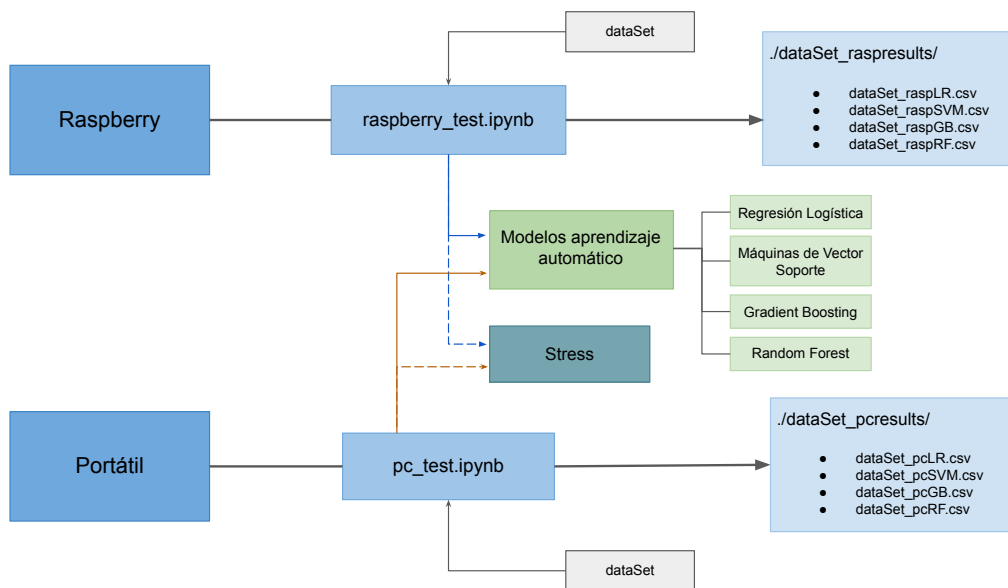 dataSet
./dataSet_raspresults/
● dataSet_raspLR.csv
● dataSet_raspSVM.csv
● dataSet_raspGB.csv
● dataSet_raspRF.csv
Raspberry
raspberry_test.ipynb
Modelos aprendizaje
automático
Regresión Logística
Máquinas de Vector
Soporte
Gradient Boosting
Random Forest
Stress
Portátil
pc_test.ipynb
./dataSet_pcresults/
● dataSet_pcLR.csv
● dataSet_pcSVM.csv
● dataSet_pcGB.csv
● dataSet_pcRF.csv
dataSet